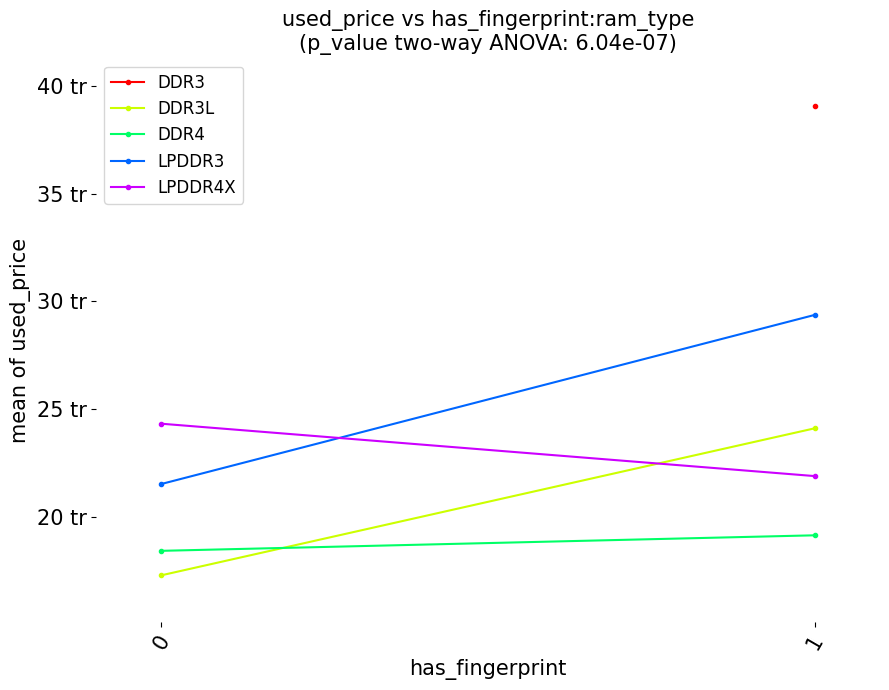 used_price vs has_fingerprint:ram_type
(p_value two-way ANOVA: 6.04e-07)
DDR3
DDR3L
DDR4
LPDDR3
LPDDR4X
40 tr
35 tr
30 tr
25 tr
20 tr
mean of used_price
0
1
has_fingerprint